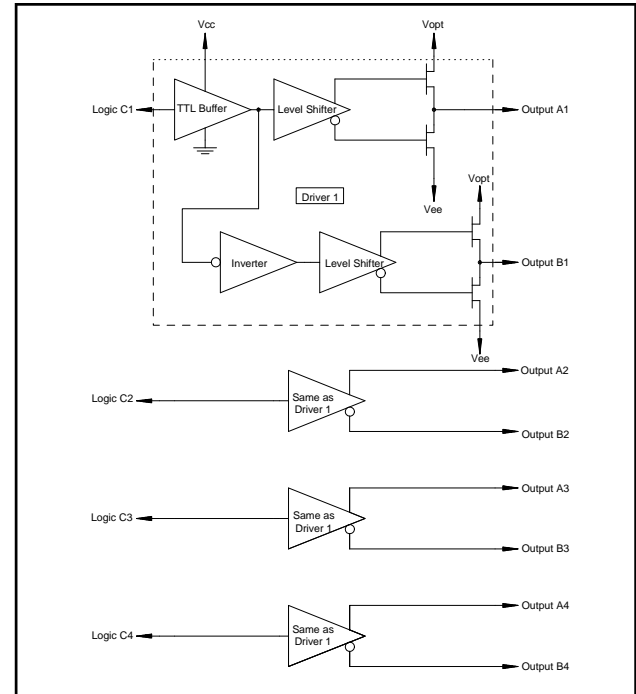 Vcc
Vopt
Logic C1
TTL Buffer
Level Shifter
Output A1
Driver 1
Vee
Vopt
Inverter
Level Shifter
Output B1
Vee
Output A2
Logic C2
Same as
Driver 1
Output B2
Output A3
Logic C3
Same as
Driver 1
Output B3
Output A4
Logic C4
Same as
Driver 1
Output B4